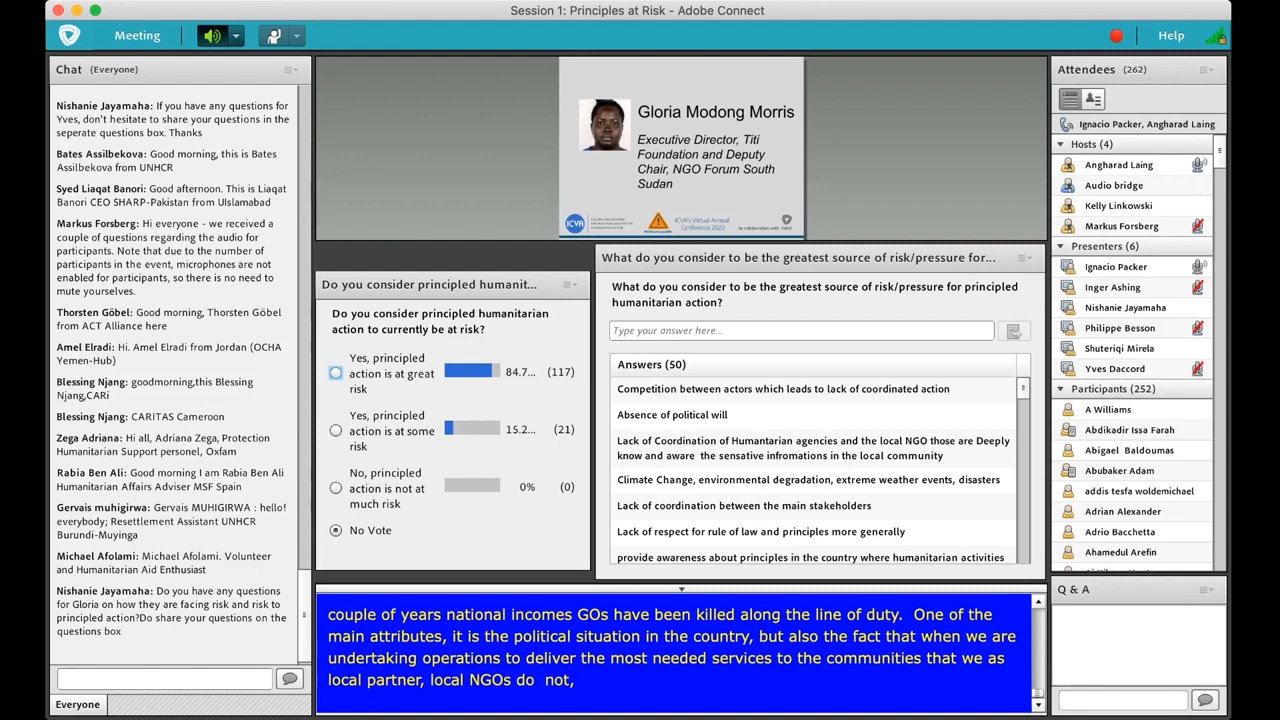 Session 1: Principles at Risk - Adobe Connect
Meeting
Help
Chat (Everyone)
Nishanie Jayamaha: If you have any questions for
Yves, don't hesitate to share your questions in the
seperate questions box. Thanks
Bates Assilbekova: Good morning, this is Bates
Assilbekova from UNHCR
Syed Liaqat Banori: Good afternoon. This is Liaqat
Banori CEO SHARP-Pakistan from Ulslamabad
Markus Forsberg: Hi everyone - we received a
couple of questions regarding the audio for
participants. Note that due to the number of
participants in the event, microphones are not
enabled for participants, so there is no need to
mute yourselves.
Thorsten Göbel: Good morning, Thorsten Göbel
from ACT Alliance here
Amel Elradi: Hi. Amel Elradi from Jordan (OCHA
Yemen-Hub)
Blessing Njang: goodmorning,this Blessing
Njang,CARi
Blessing Njang: CARITAS Cameroon
Zega Adriana: Hi all, Adriana Zega, Protection
Humanitarian Support personel, Oxfam
Rabia Ben Ali: Good morning I am Rabia Ben Ali
Humanitarian Affairs Adviser MSF Spain
Gervais muhigirwa: Gervais MUHIGIRWA : hello!
everybody; Resettlement Assistant UNHCR
Burundi-Muyinga
Michael Afolami: Michael Afolami. Volunteer
and Humanitarian Aid Enthusiast
Nishanie Jayamaha: Do you have any questions
for Gloria on how they are facing risk and risk to
principled action?Do share your questions on the
questions box
Everyone
Gloria Modong Morris
Executive Director, Titi
Foundation and Deputy
Chair, NGO Forum South
Sudan
ICVA
ICVA's Virtual Annual
Conference 2020
Do you consider principled humanit...
Do you consider principled humanitarian
action to currently be at risk?
Yes, principled
action is at great
risk
84.7... (117)
Yes, principled
action is at some
risk
15.2... (21)
No, principled
action is not at
much risk
0% (0)
No Vote
What do you consider to be the greatest source of risk/pressure for...
What do you consider to be the greatest source of risk/pressure for principled
humanitarian action?
Type your answer here...
Answers (50)
Competition between actors which leads to lack of coordinated action
Absence of political will
Lack of Coordination of Humantarian agencies and the local NGO those are Deeply
know and aware the sensative infromations in the local community
Climate Change, environmental degradation, extreme weather events, disasters
Lack of coordination between the main stakeholders
Lack of respect for rule of law and principles more generally
provide awareness about principles in the country where humanitarian activities
couple of years national incomes GOs have been killed along the line of duty. One of the
main attributes, it is the political situation in the country, but also the fact that when we are
undertaking operations to deliver the most needed services to the communities that we as
local partner, local NGOs do not,
Attendees (262)
Ignacio Packer, Angharad Laing
Hosts (4)
Angharad Laing
Audio bridge
Kelly Linkowski
Markus Forsberg
Presenters (6)
Ignacio Packer
Inger Ashing
Nishanie Jayamaha
Philippe Besson
Shuteriqi Mirela
Yves Daccord
Participants (252)
A Williams
Abdikadir Issa Farah
Abigael Baldoumas
Abubaker Adam
addis tesfa woldemichael
Adrian Alexander
Adrio Bacchetta
Ahamedul Arefin
Q & A